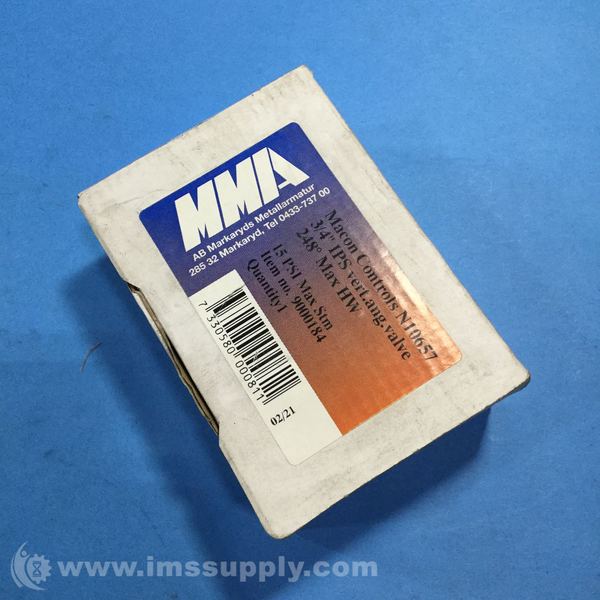 MMA
AB Markaryds Metallarmatur
285 32 Markaryd, Tel 0433-737 00
Macon Controls N10657
3/4" IPS vert.ang.valve
248° Max HW
15 PSI Max Stm
Item no. 9000184
Quantity1
7 330580 000811
02/21
www.imssupply.com